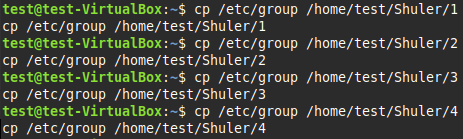 test@test-VirtualBox:~$ cp /etc/group /home/test/Shuler/1
cp /etc/group /home/test/Shuler/1
test@test-VirtualBox:~$ cp /etc/group /home/test/Shuler/2
cp /etc/group /home/test/Shuler/2
test@test-VirtualBox:~$ cp /etc/group /home/test/Shuler/3
cp /etc/group /home/test/Shuler/3
test@test-VirtualBox:~$ cp /etc/group /home/test/Shuler/4
cp /etc/group /home/test/Shuler/4